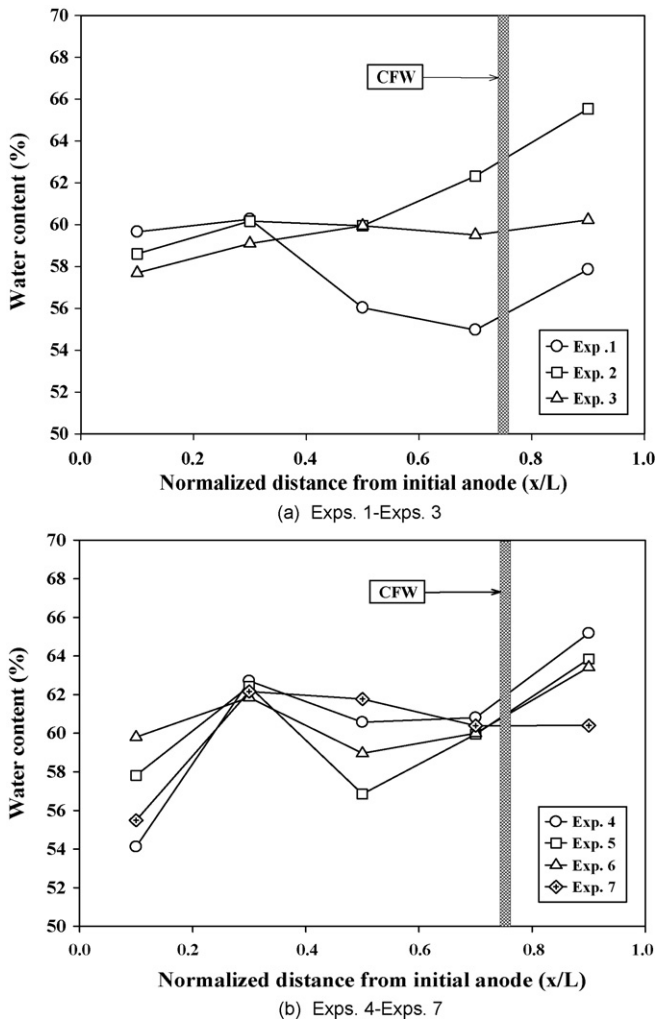 70
68
66
64
62
60
58
56
54
52
50
Water content (%)
CFW
Exp .1
Exp. 2
Exp. 3
0.0 0.2 0.4 0.6 0.8 1.0
Normalized distance from initial anode (x/L)
(a) Exps. 1-Exps. 3
70
68
66
64
62
60
58
56
54
52
50
Water content (%)
CFW
Exp. 4
Exp. 5
Exp. 6
Exp. 7
0.0 0.2 0.4 0.6 0.8 1.0
Normalized distance from initial anode (x/L)
(b) Exps. 4-Exps. 7